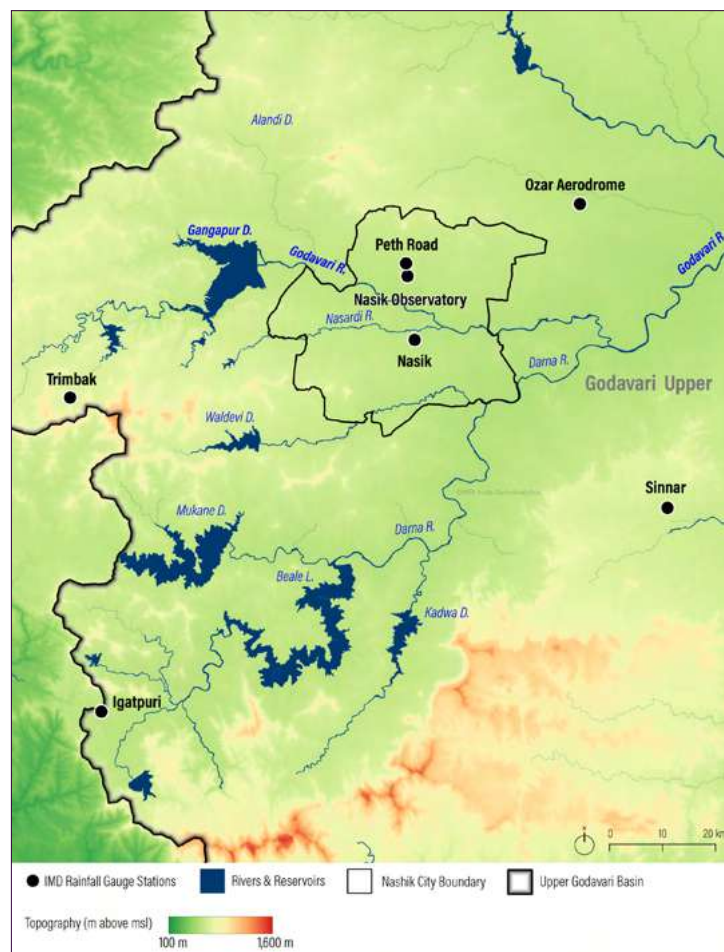 Alandi D.
Ozar Aerodrome
Gangapur D.
Godavari R.
Peth Road
Godavari R.
Nasik Observatory
Nasardi R.
Nasik
Darna R.
Trimbak
Godavari Upper
Waldevi D.
Sinnar
Mukane D.
Darna R.
Beale L.
Kadwa D.
Igatpuri
0 10 20 km
IMD Rainfall Gauge Stations
Rivers & Reservoirs
Nashik City Boundary
Upper Godavari Basin
Topography (m above msl)
100 m
1,600 m